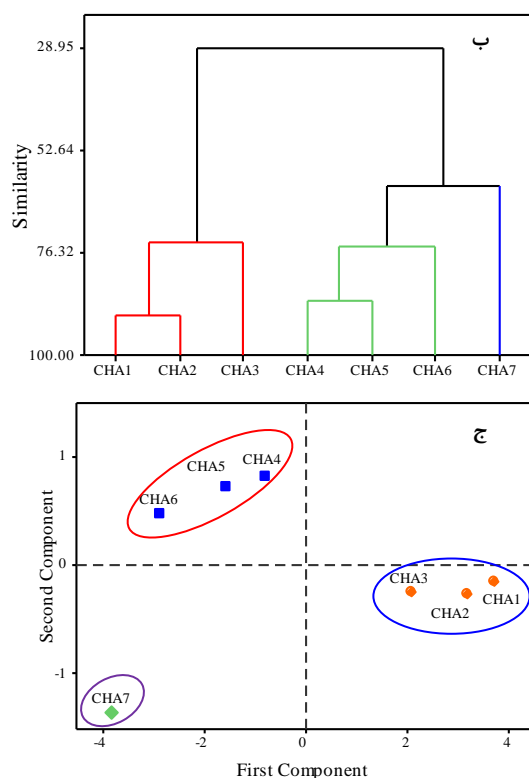 ب
28.95
52.64
Similarity
76.32
100.00
CHA1 CHA2 CHA3 CHA4 CHA5 CHA6 CHA7
ج
1
CHA4
CHA5
CHA6
0
Second Component
CHA3
CHA1
CHA2
-1
CHA7
-4 -2 0 2 4
First Component